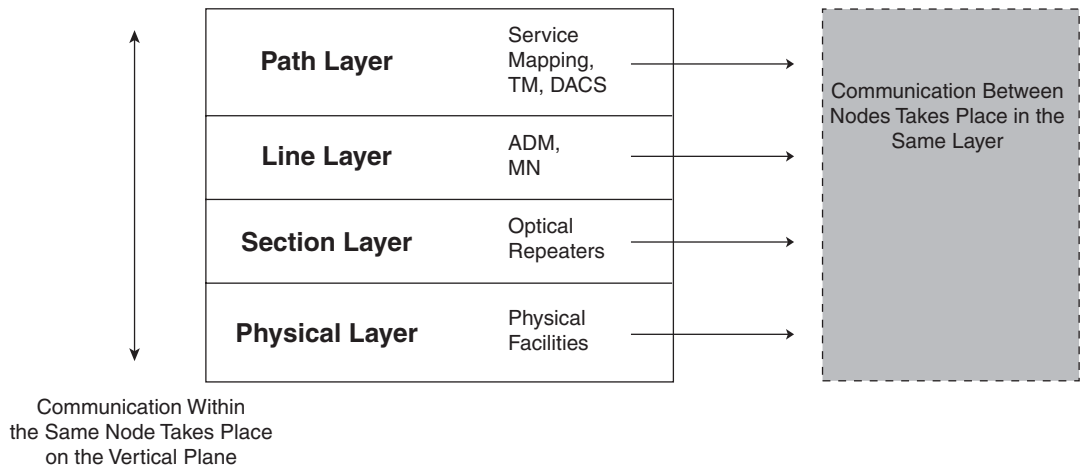 Path Layer
Service
Mapping,
TM, DACS
Communication Between
Nodes Takes Place in the
Same Layer
Line Layer
ADM,
MN
Section Layer
Optical
Repeaters
Physical Layer
Physical
Facilities
Communication Within
the Same Node Takes Place
on the Vertical Plane